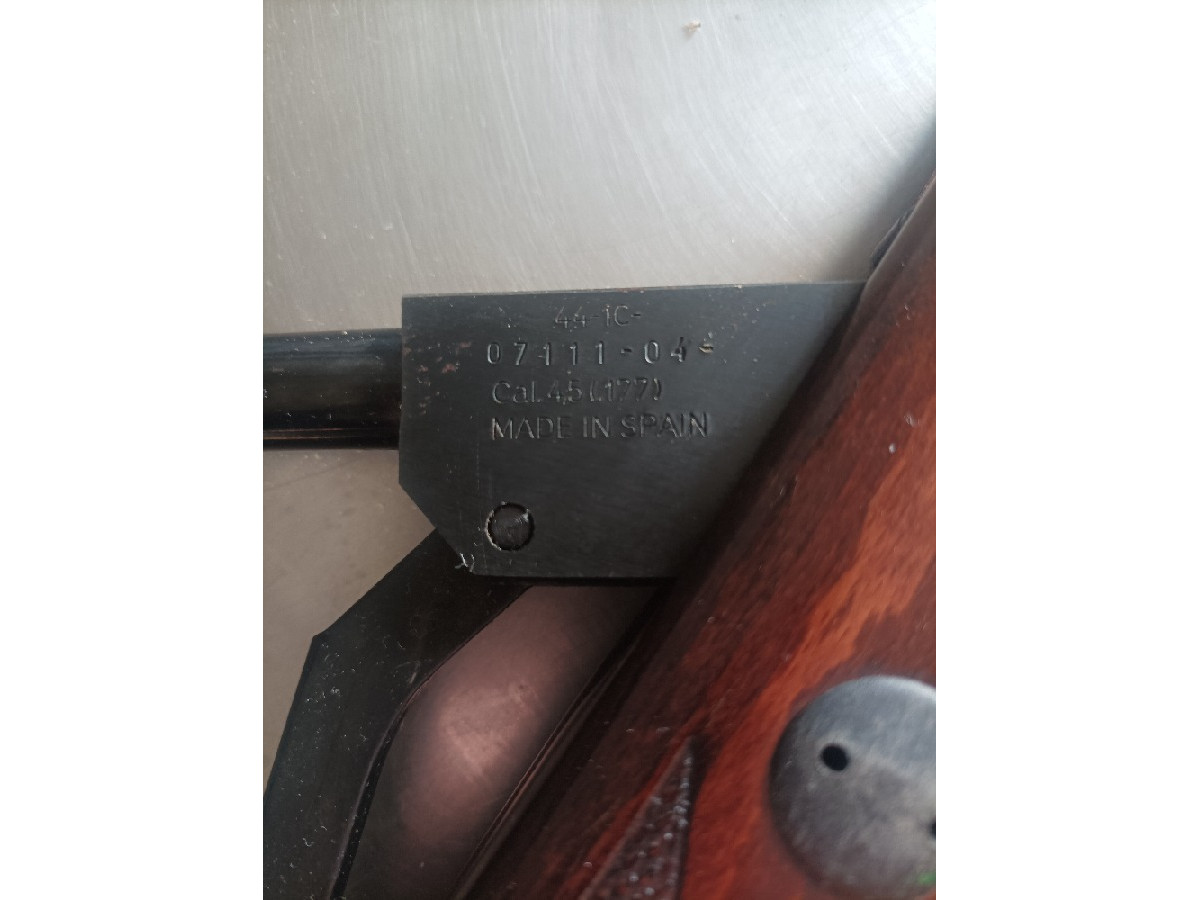 44-1C-
07111-04
Cal. 4,5 (.177)
MADE IN SPAIN